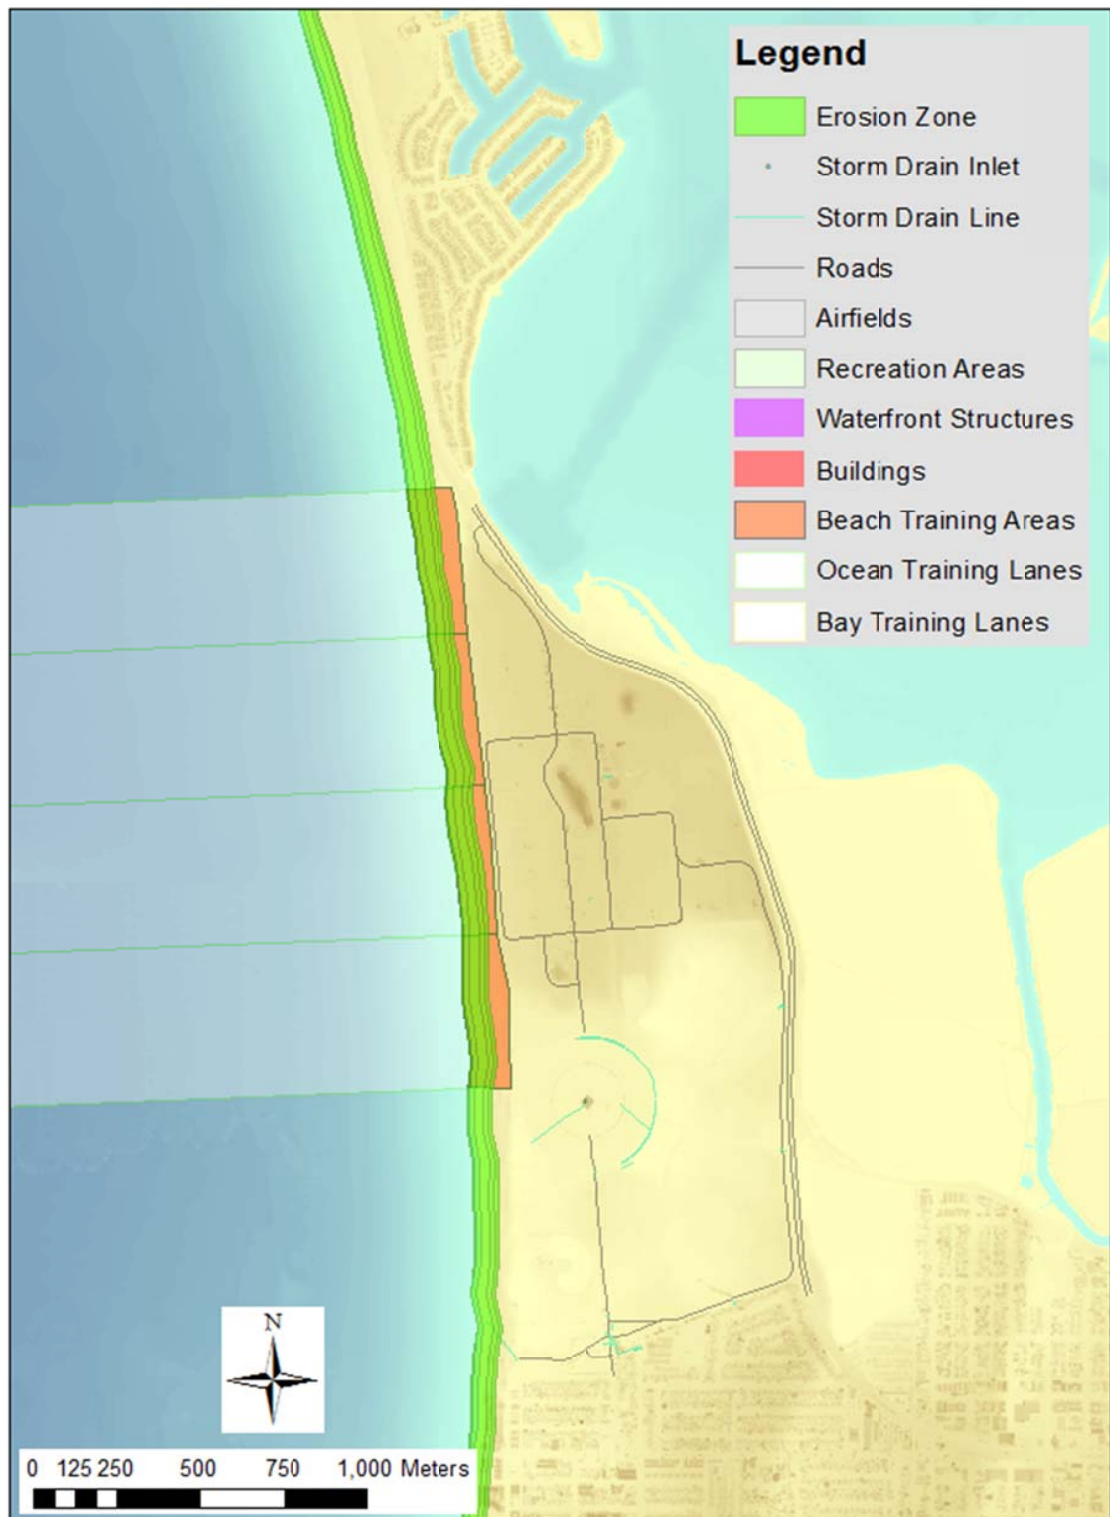 Legend
Erosion Zone
Storm Drain Inlet
Storm Drain Line
Roads
Airfields
Recreation Areas
Waterfront Structures
Buildings
Beach Training Areas
Ocean Training Lanes
Bay Training Lanes
N
0 125 250 500 750 1,000 Meters